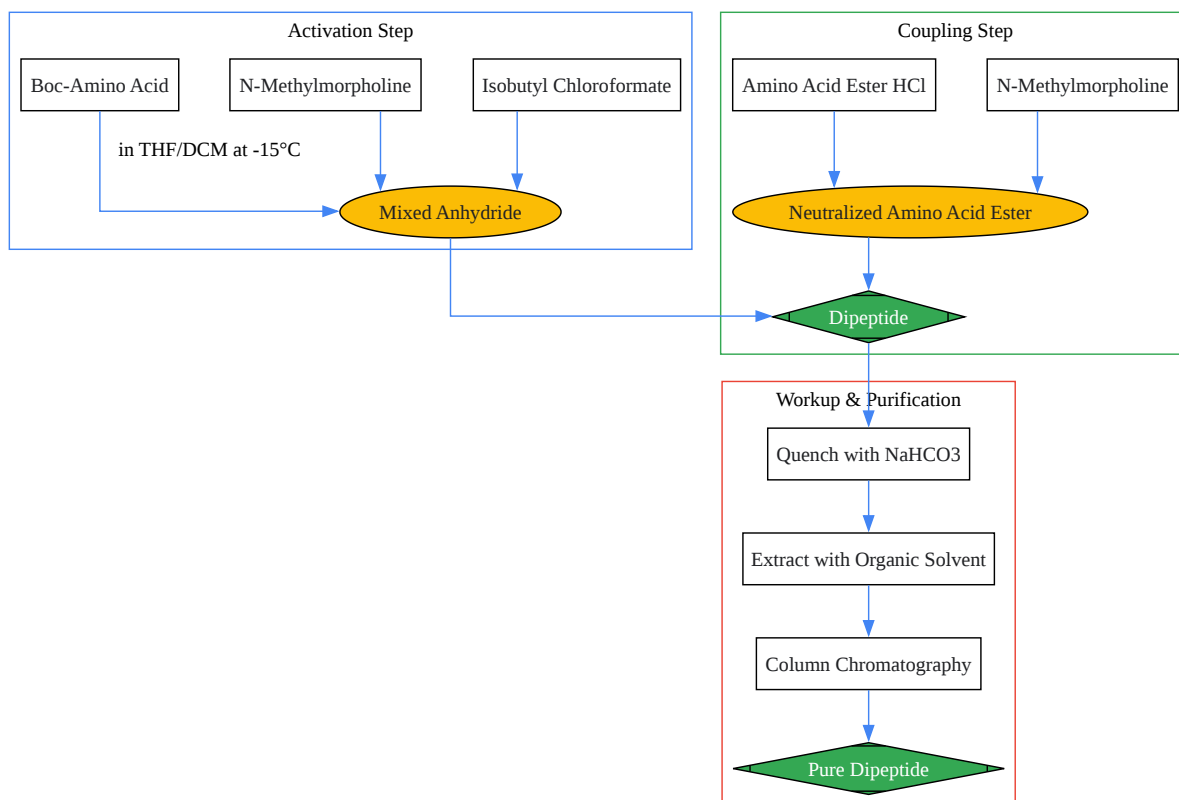 Activation Step
Boc-Amino Acid
N-Methylmorpholine
Isobutyl Chloroformate
in THF/DCM at -15°C
Mixed Anhydride
Coupling Step
Amino Acid Ester HCl
N-Methylmorpholine
Neutralized Amino Acid Ester
Dipeptide
Workup & Purification
Quench with NaHCO3
Extract with Organic Solvent
Column Chromatography
Pure Dipeptide